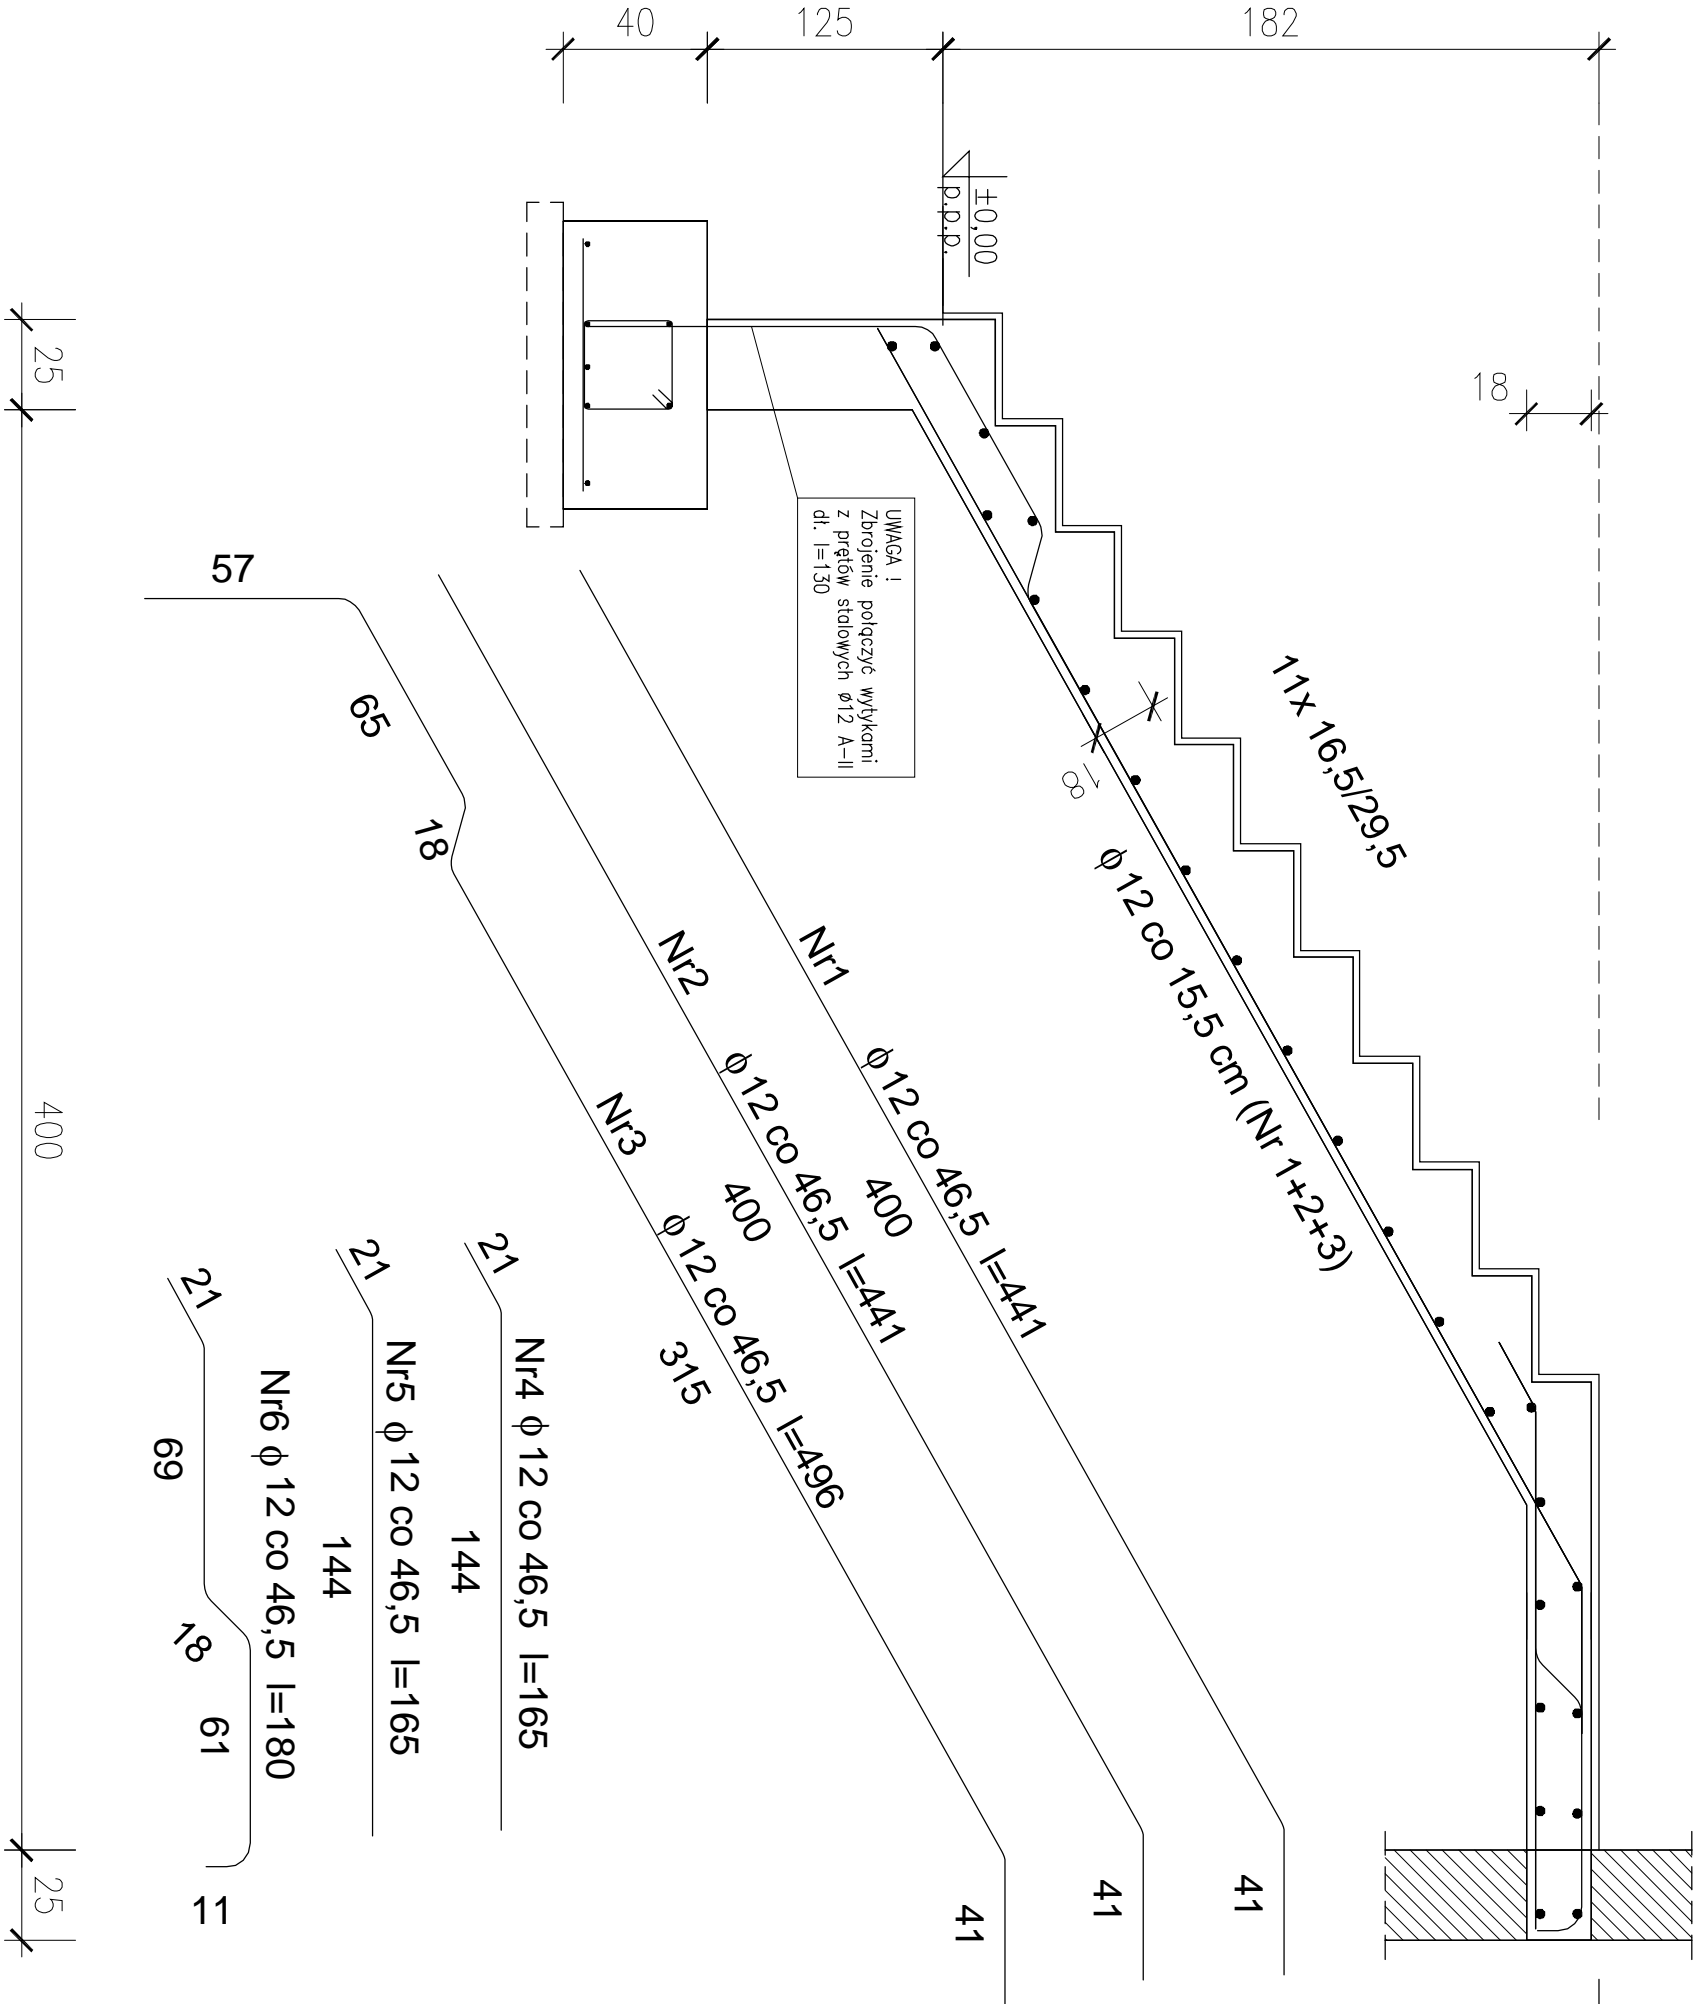 40
125
182
±0,00
p.p.p.
18
25
400
25
UWAGA !
Zbrojenie połączyć wytykami
z prętów stalowych ø12 A-II
dł. l=130
11x 16,5/29,5
18
ϕ 12 co 15,5 cm (Nr 1+2+3)
Nr1 ϕ 12 co 46,5 l=441
400
41
Nr2 ϕ 12 co 46,5 l=441
400
41
57
65
18
Nr3 ϕ 12 co 46,5 l=496
315
41
21
Nr4 ϕ 12 co 46,5 l=165
144
21
Nr5 ϕ 12 co 46,5 l=165
144
21
Nr6 ϕ 12 co 46,5 l=180
69
18
61
11